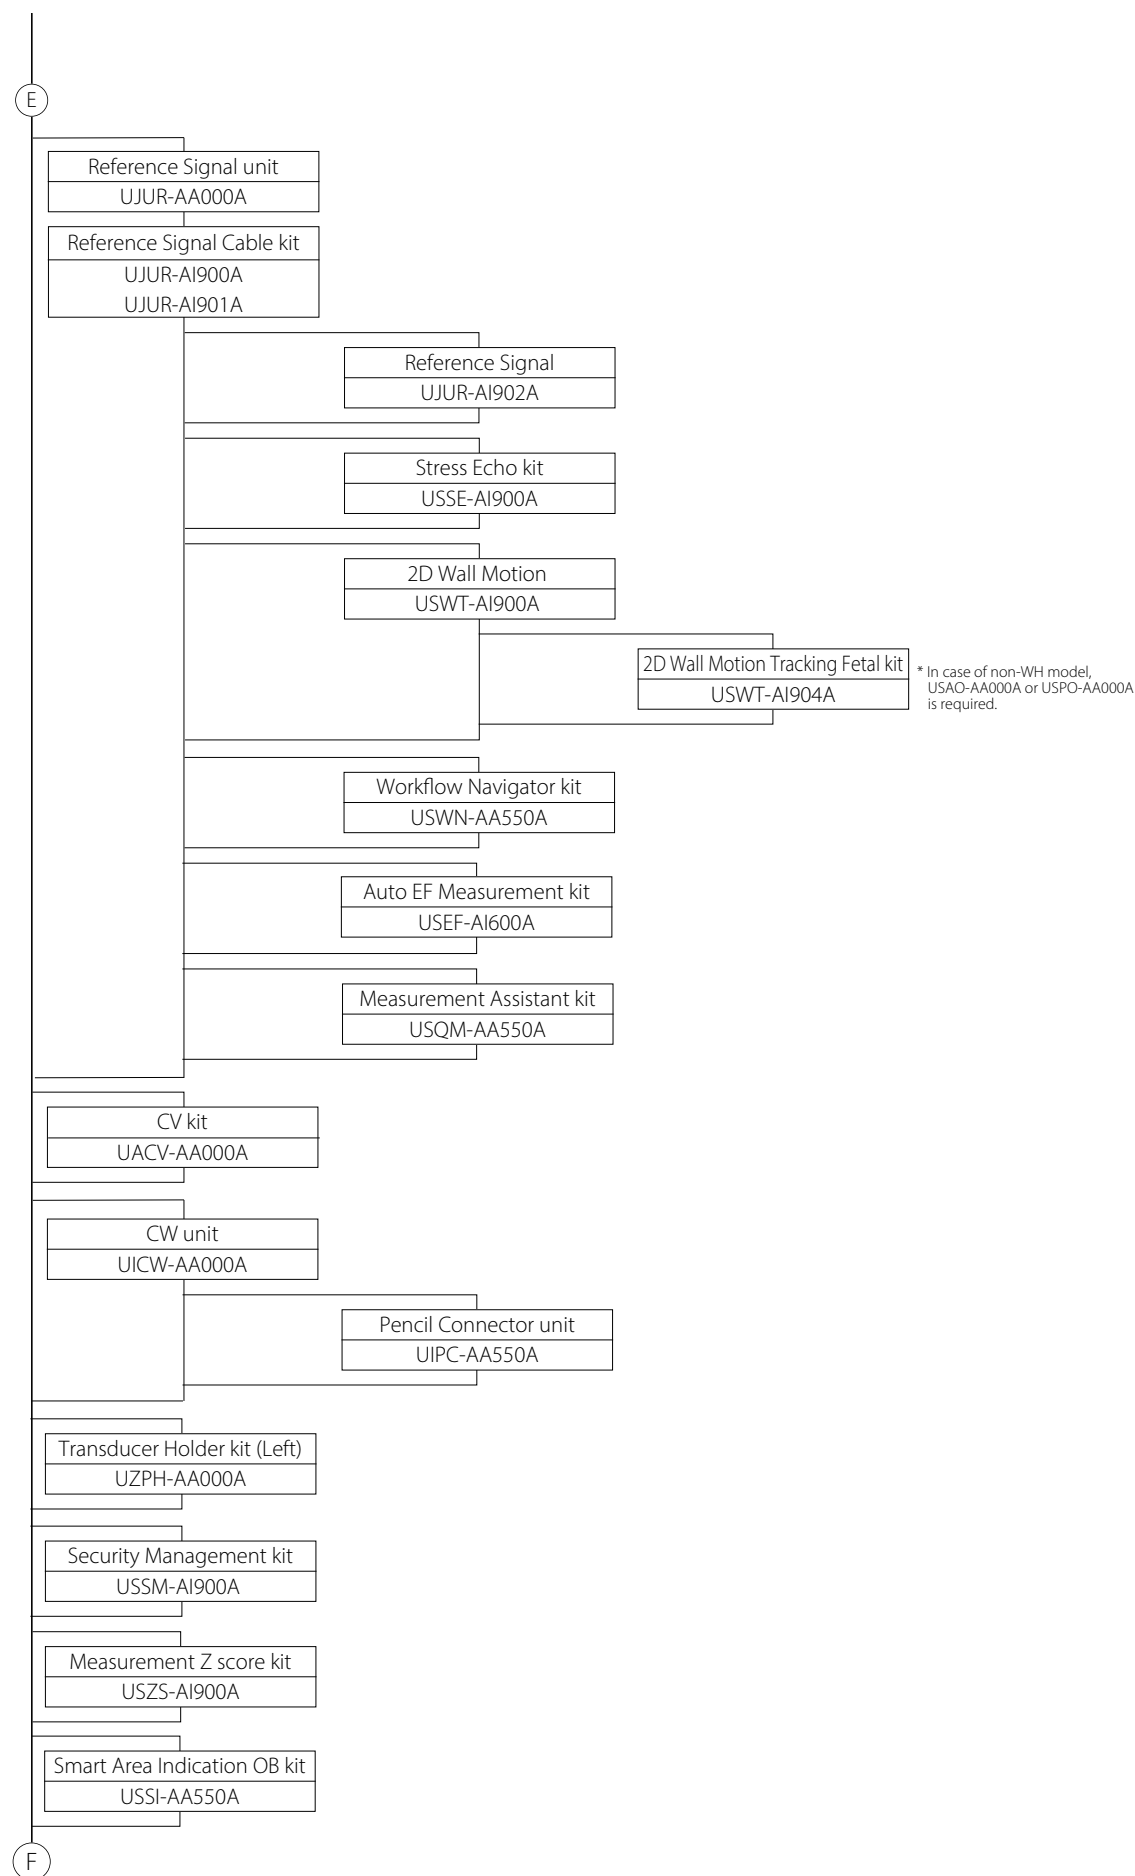 E
Reference Signal unit
UJUR-AA000A
Reference Signal Cable kit
UJUR-AI900A
UJUR-AI901A
Reference Signal
UJUR-AI902A
Stress Echo kit
USSE-AI900A
2D Wall Motion
USWT-AI900A
2D Wall Motion Tracking Fetal kit
USWT-AI904A
* In case of non-WH model,
USAO-AA000A or USPO-AA000A
is required.
Workflow Navigator kit
USWN-AA550A
Auto EF Measurement kit
USEF-AI600A
Measurement Assistant kit
USQM-AA550A
CV kit
UACV-AA000A
CW unit
UICW-AA000A
Pencil Connector unit
UIPC-AA550A
Transducer Holder kit (Left)
UZPH-AA000A
Security Management kit
USSM-AI900A
Measurement Z score kit
USZS-AI900A
Smart Area Indication OB kit
USSI-AA550A
F